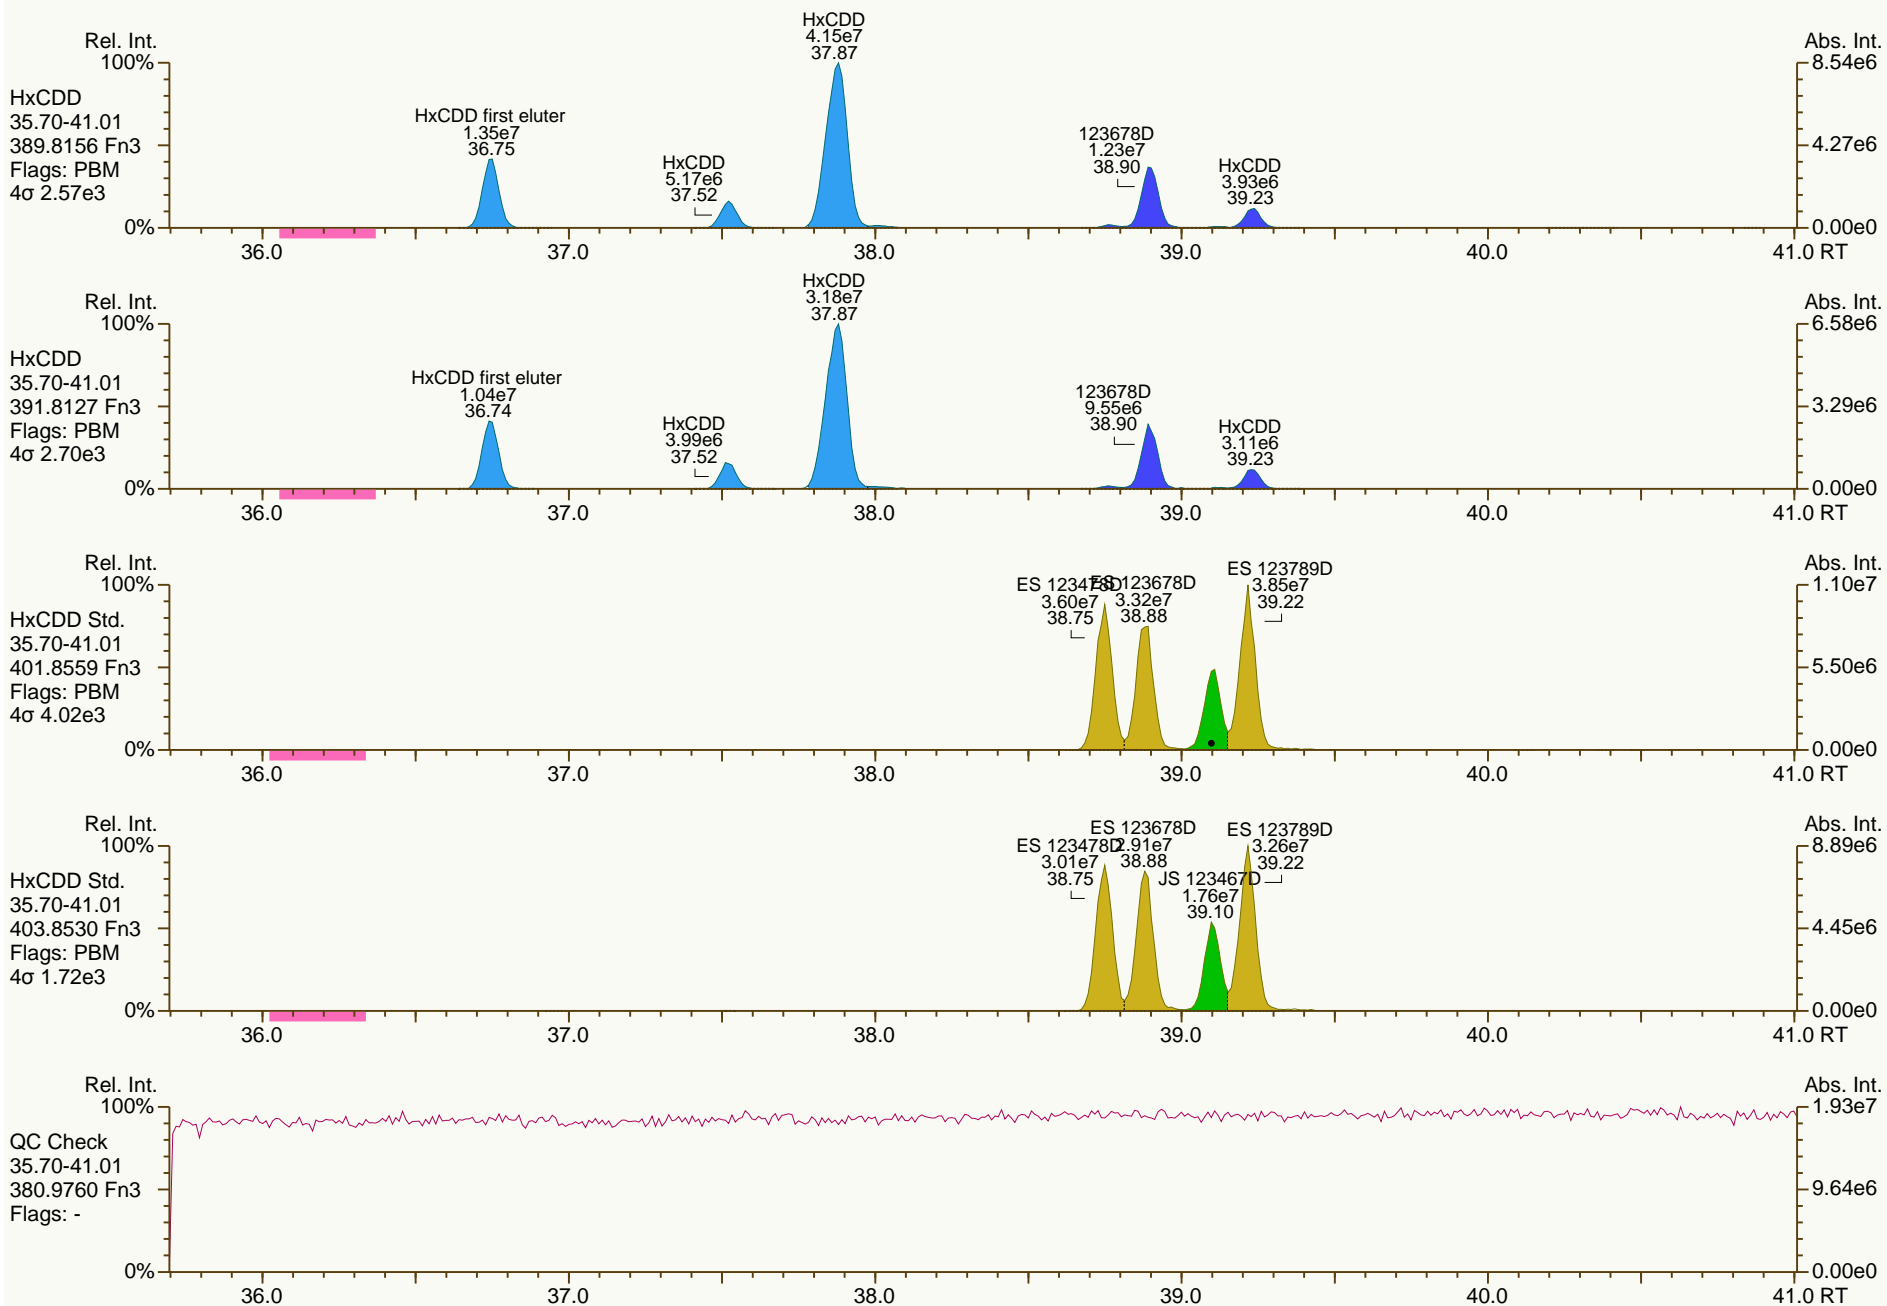 HxCDD
4.15e7
37.87
Rel. Int.
Abs. Int.
100%
8.54e6
HxCDD
35.70-41.01
389.8156 Fn3
Flags: PBM
4σ 2.57e3
HxCDD first eluter
1.35e7
36.75
HxCDD
5.17e6
37.52
123678D
1.23e7
38.90
HxCDD
3.93e6
39.23
4.27e6
0%
0.00e0
36.0 37.0 38.0 39.0 40.0 41.0 RT
HxCDD
3.18e7
37.87
Rel. Int.
Abs. Int.
100%
6.58e6
HxCDD
35.70-41.01
391.8127 Fn3
Flags: PBM
4σ 2.70e3
HxCDD first eluter
1.04e7
36.74
HxCDD
3.99e6
37.52
123678D
9.55e6
38.90
HxCDD
3.11e6
39.23
3.29e6
0%
0.00e0
36.0 37.0 38.0 39.0 40.0 41.0 RT
Rel. Int.
Abs. Int.
100%
1.10e7
HxCDD Std.
35.70-41.01
401.8559 Fn3
Flags: PBM
4σ 4.02e3
ES 123478D
3.60e7
38.75
ES 123678D
3.32e7
38.88
ES 123789D
3.85e7
39.22
5.50e6
0%
0.00e0
36.0 37.0 38.0 39.0 40.0 41.0 RT
Rel. Int.
Abs. Int.
100%
8.89e6
HxCDD Std.
35.70-41.01
403.8530 Fn3
Flags: PBM
4σ 1.72e3
ES 123478D
3.01e7
38.75
ES 123678D
2.91e7
38.88
JS 123467D
1.76e7
39.10
ES 123789D
3.26e7
39.22
4.45e6
0%
0.00e0
36.0 37.0 38.0 39.0 40.0 41.0 RT
Rel. Int.
Abs. Int.
100%
1.93e7
QC Check
35.70-41.01
380.9760 Fn3
Flags: -
9.64e6
0%
0.00e0
36.0 37.0 38.0 39.0 40.0 41.0 RT